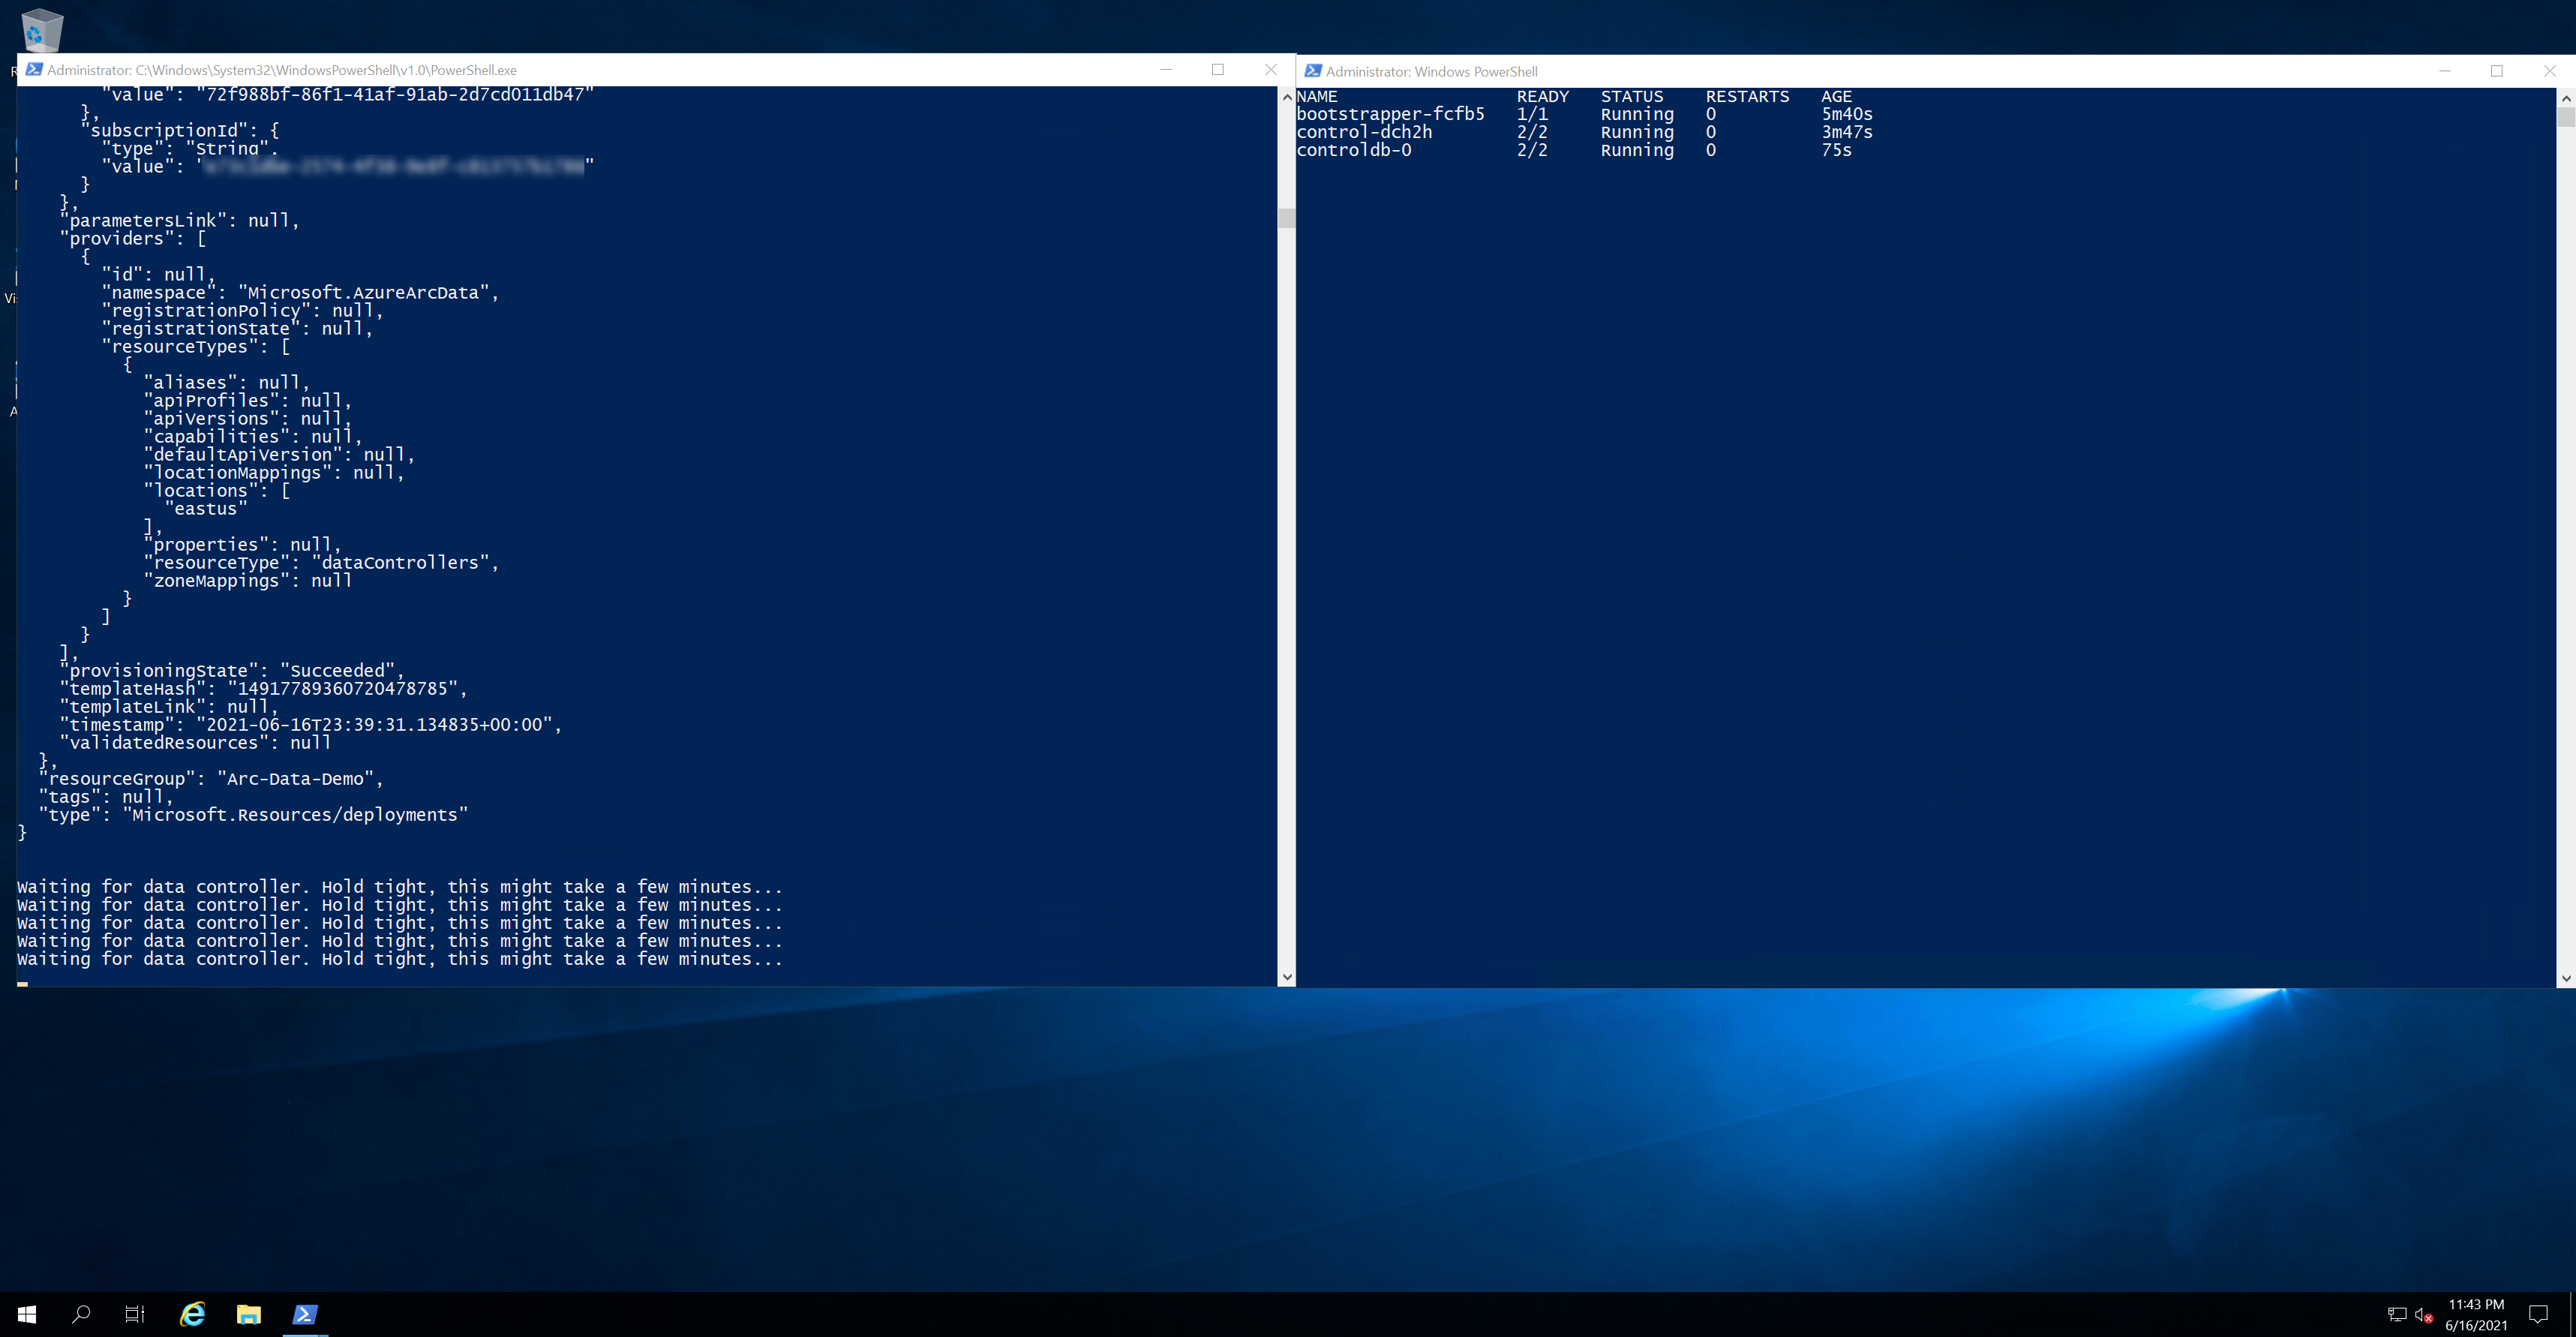 Administrator: C:\Windows\System32\WindowsPowerShell\v1.0\PowerShell.exe
"value": "72f988bf-86f1-41af-91ab-2d7cd011db47"
},
"subscriptionId": {
"type": "String",
"value": "
}
},
"parametersLink": null,
"providers": [
{
"id": null,
"namespace": "Microsoft.AzureArcData",
"registrationPolicy": null,
"registrationState": null,
"resourceTypes": [
{
"aliases": null,
"apiProfiles": null,
"apiVersions": null,
"capabilities": null,
"defaultApiVersion": null,
"locationMappings": null,
"locations": [
"eastus"
],
"properties": null,
"resourceType": "dataControllers",
"zoneMappings": null
}
]
}
],
"provisioningState": "Succeeded",
"templateHash": "14917789360720478785",
"templateLink": null,
"timestamp": "2021-06-16T23:39:31.134835+00:00",
"validatedResources": null
},
"resourceGroup": "Arc-Data-Demo",
"tags": null,
"type": "Microsoft.Resources/deployments"
}
Waiting for data controller. Hold tight, this might take a few minutes...
Waiting for data controller. Hold tight, this might take a few minutes...
Waiting for data controller. Hold tight, this might take a few minutes...
Waiting for data controller. Hold tight, this might take a few minutes...
Waiting for data controller. Hold tight, this might take a few minutes...
Administrator: Windows PowerShell
NAME READY STATUS RESTARTS AGE
bootstrapper-fcfb5 1/1 Running 0 5m40s
control-dch2h 2/2 Running 0 3m47s
controldb-0 2/2 Running 0 75s
11:43 PM
6/16/2021